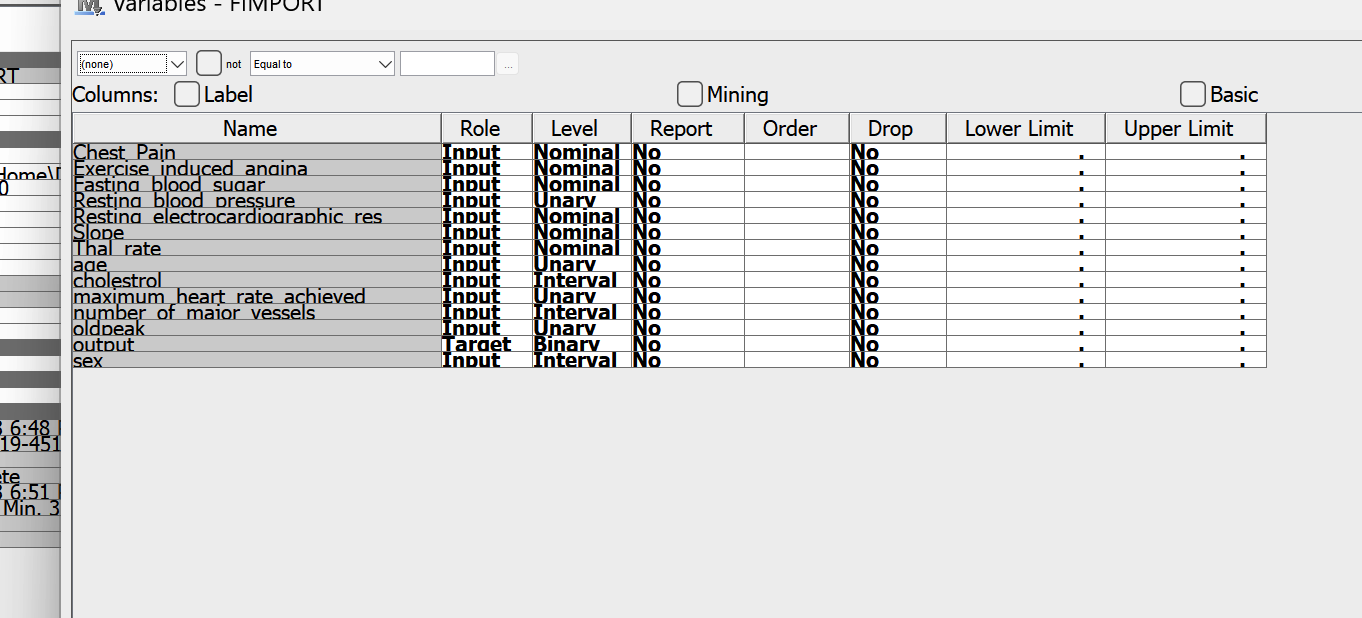 Variables - FIMPORT
(none) not Equal to ...
Columns: Label Mining Basic
Name Role Level Report Order Drop Lower Limit Upper Limit
Chest_Pain Input Nominal No No . .
Exercise_induced_angina Input Nominal No No . .
Fasting_blood_sugar Input Nominal No No . .
Resting_blood_pressure Input Unary No No . .
Resting_electrocardiographic_res Input Nominal No No . .
Slope Input Nominal No No . .
Thal_rate Input Nominal No No . .
age Input Unary No No . .
cholestrol Input Interval No No . .
maximum_heart_rate_achieved Input Unary No No . .
number_of_major_vessels Input Interval No No . .
oldpeak Input Unary No No . .
output Target Binary No No . .
sex Input Interval No No . .
RT
Home\
0
6:48
19-451
ete
6:51
Min. 3